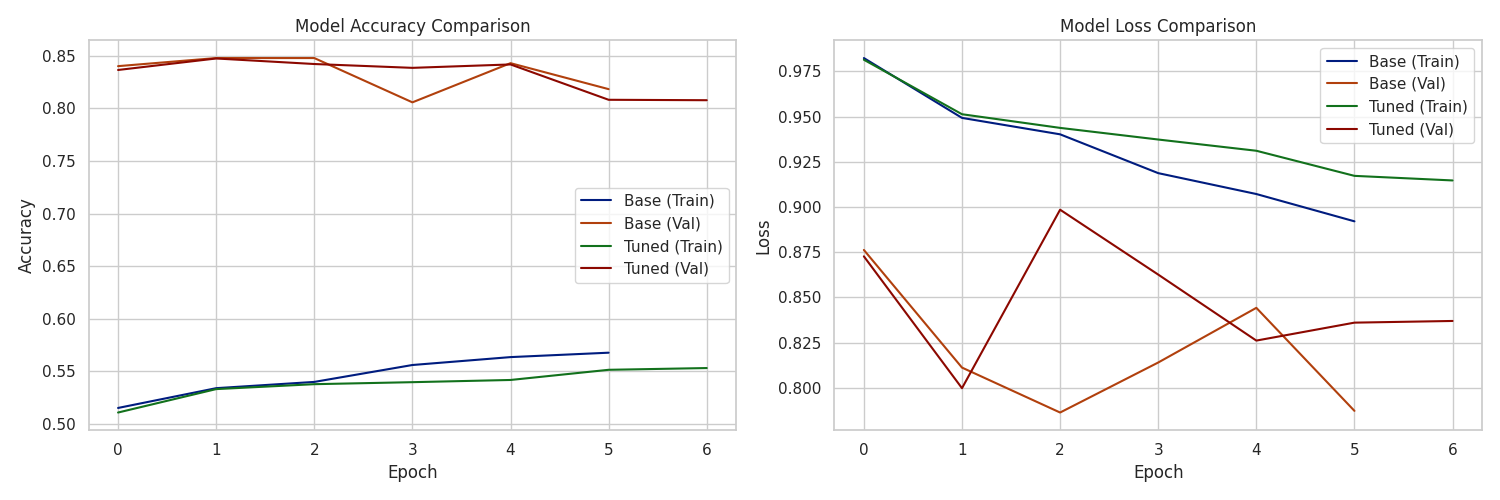 Model Accuracy Comparison
0.85
0.80
0.75
0.70
0.65
0.60
0.55
0.50
Accuracy
0 1 2 3 4 5 6
Epoch
Base (Train)
Base (Val)
Tuned (Train)
Tuned (Val)
Model Loss Comparison
0.975
0.950
0.925
0.900
0.875
0.850
0.825
0.800
Loss
0 1 2 3 4 5 6
Epoch
Base (Train)
Base (Val)
Tuned (Train)
Tuned (Val)